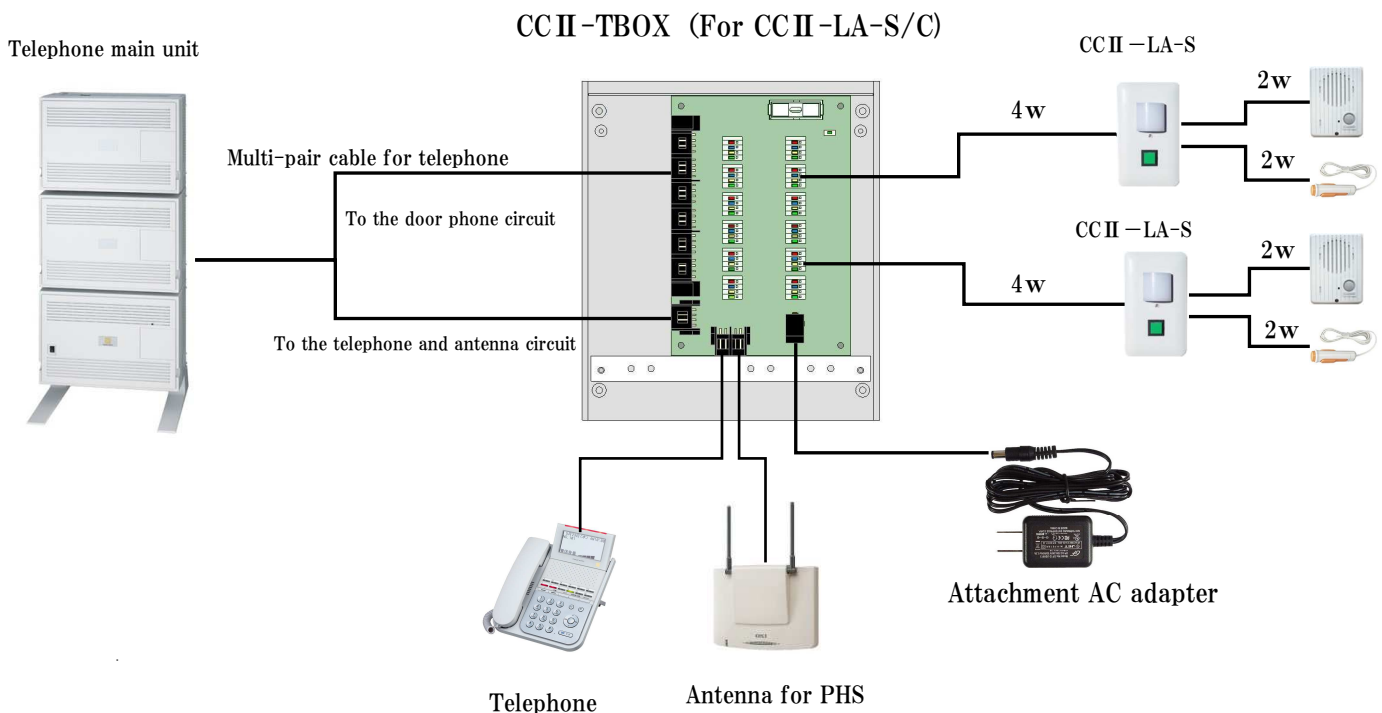 CCⅡ-TBOX (For CCⅡ-LA-S/C)
Telephone main unit
CCⅡ－LA-S
2w
4w
Multi-pair cable for telephone
2w
To the door phone circuit
CCⅡ－LA-S
2w
4w
2w
To the telephone and antenna circuit
Attachment AC adapter
Telephone
Antenna for PHS